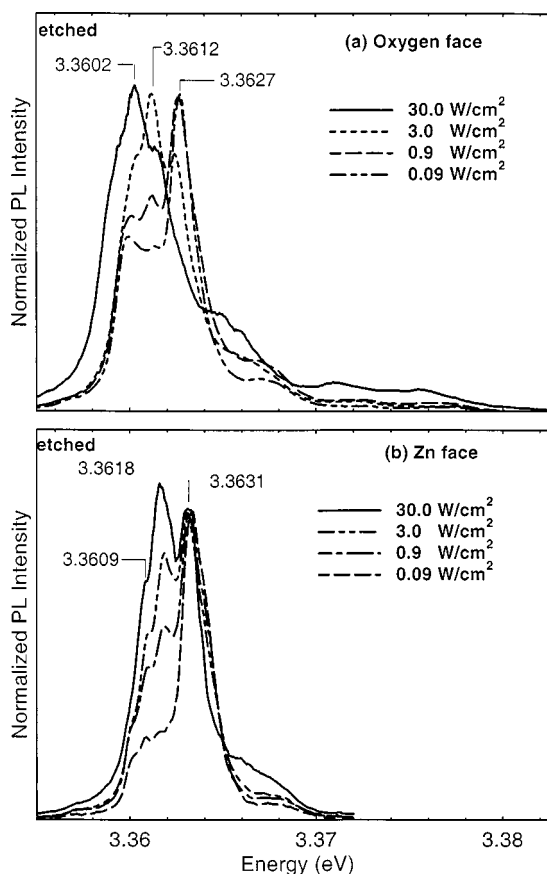 etched
(a) Oxygen face
3.3612
3.3602
3.3627
30.0 W/cm²
3.0 W/cm²
0.9 W/cm²
0.09 W/cm²
Normalized PL Intensity
etched
(b) Zn face
3.3618
3.3631
30.0 W/cm²
3.0 W/cm²
0.9 W/cm²
0.09 W/cm²
3.3609
Normalized PL Intensity
3.36
3.37
3.38
Energy (eV)